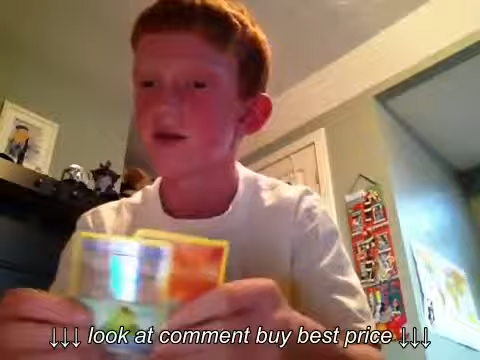 ↓↓↓ look at comment buy best price ↓↓↓